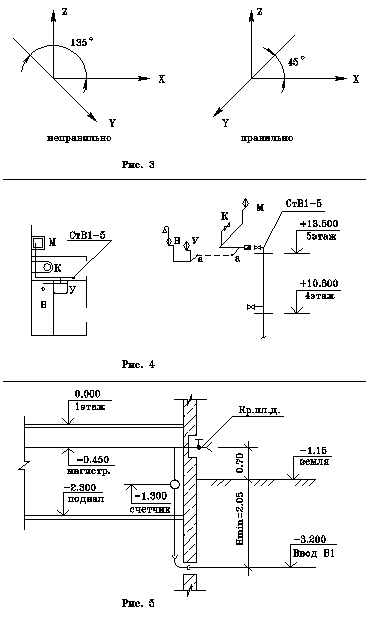 Z
135°
X
Y
неправильно
Z
45°
X
Y
правильно
Рис. 3
М
СтВ1-5
К
В
У
В У
К
М
а
а
СтВ1-5
+13.500
5этаж
+10.800
4этаж
Рис. 4
0.000
1этаж
Кр.пл.д.
-0.450
магистр.
-2.300
подвал
-1.300
счетчик
0.70
Hmin=2.05
-1.15
земля
-3.200
Ввод В1
Рис. 5